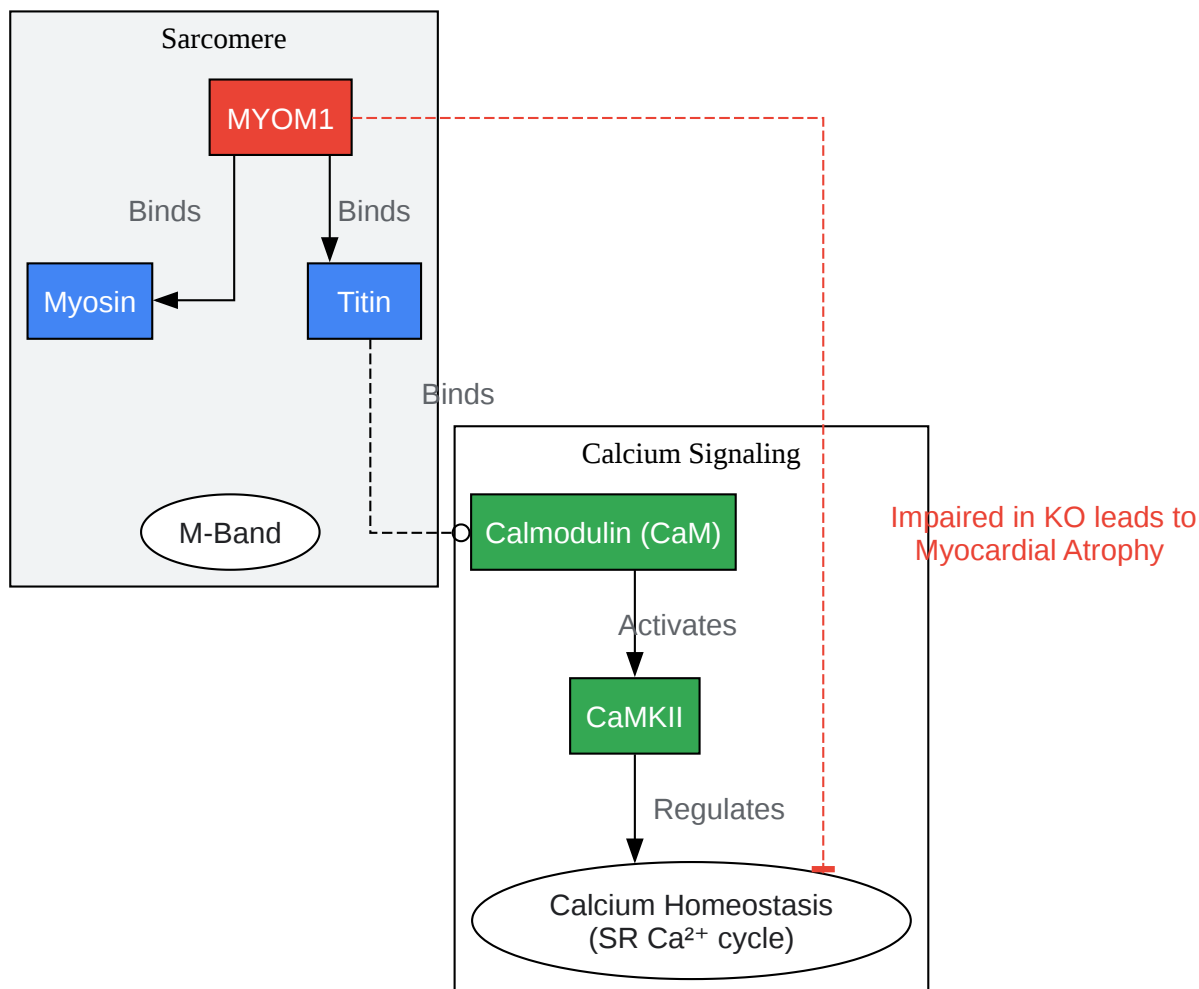 Sarcomere
MYOM1
Binds
Binds
Myosin
Titin
Binds
Calcium Signaling
M-Band
Calmodulin (CaM)
Impaired in KO leads to
Myocardial Atrophy
Activates
CaMKII
Regulates
Calcium Homeostasis
(SR Ca²⁺ cycle)